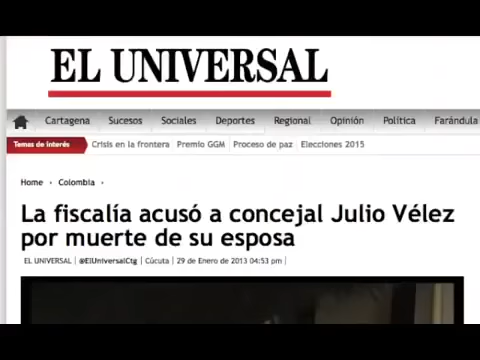 EL UNIVERSAL
Cartagena Sucesos Sociales Deportes Regional Opinión Política Farándula
Temas de interés Crisis en la frontera Premio GGM Proceso de paz Elecciones 2015
Home › Colombia ›
La fiscalía acusó a concejal Julio Vélez
por muerte de su esposa
EL UNIVERSAL | @ElUniversalCtg | Cúcuta | 29 de Enero de 2013 04:53 pm |